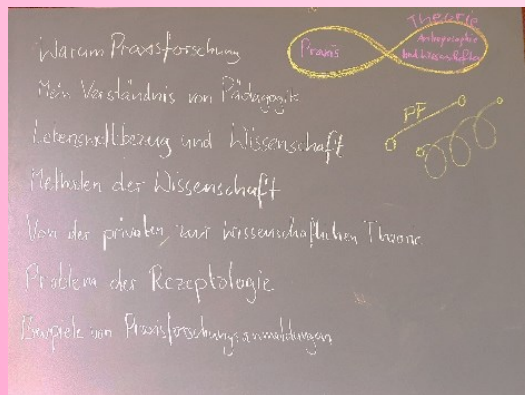 Warum Praxisforschung
Mein Verständnis von Pädagogik
Lebensweltbezug und Wissenschaft
Methoden der Wissenschaft
Von der privaten zur wissenschaftlichen Theorie
Problem der Rezeptologie
Beispiele von Praxisforschungsanmeldungen
Praxis
Theorie
Anthroposophie
PF